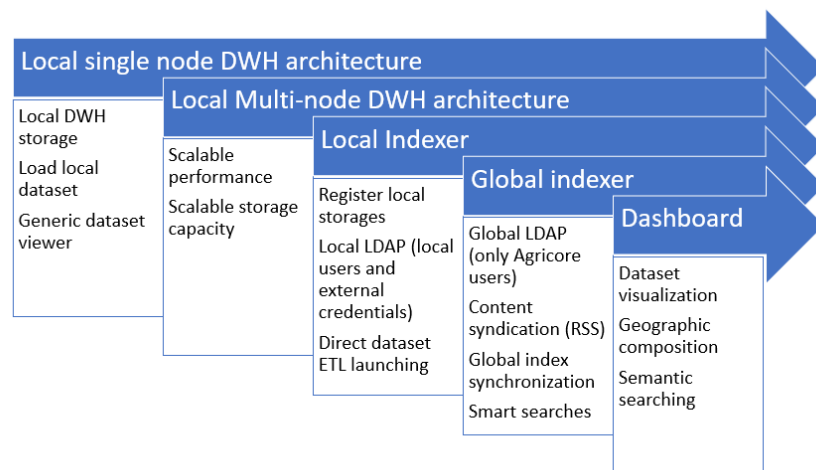 Local single node DWH architecture
Local DWH
storage
Load local
dataset
Generic dataset
viewer
Local Multi-node DWH architecture
Scalable
performance
Scalable storage
capacity
Local Indexer
Register local
storages
Local LDAP (local
users and
external
credentials)
Direct dataset
ETL launching
Global indexer
Global LDAP
(only Agricore
users)
Content
syndication (RSS)
Global index
synchronization
Smart searches
Dashboard
Dataset
visualization
Geographic
composition
Semantic
searching